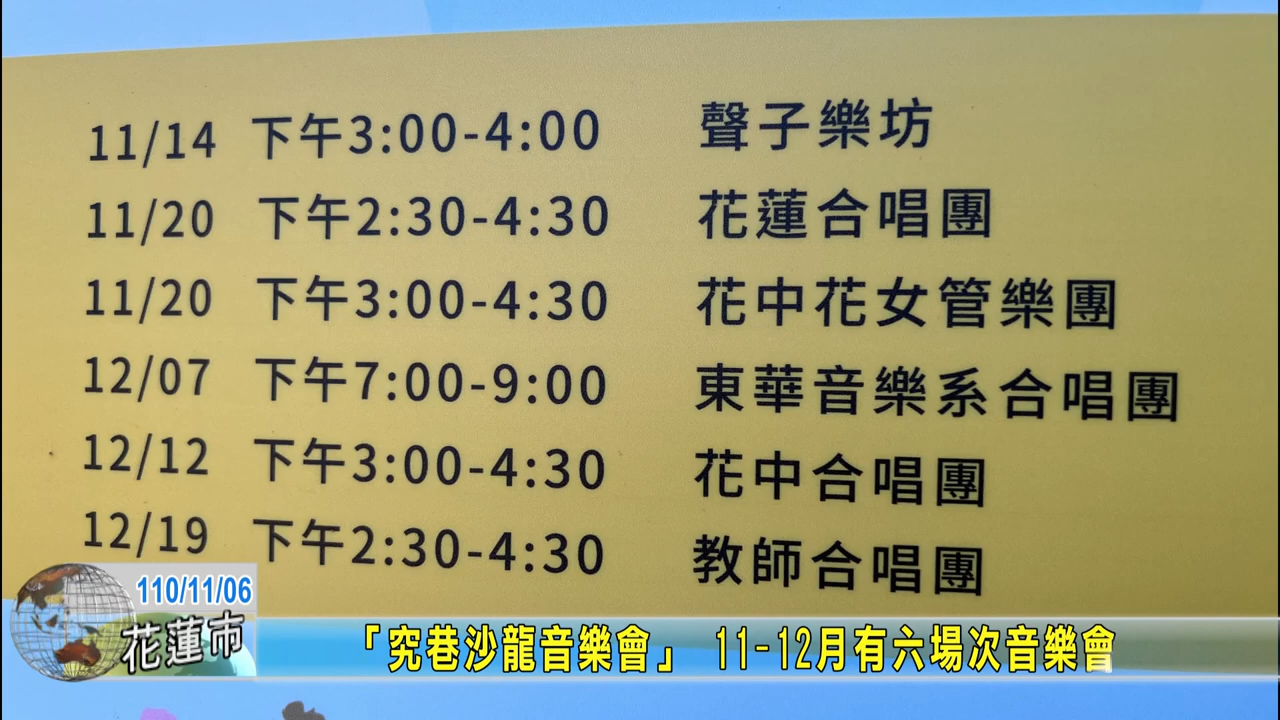 11/14 下午3:00-4:00 聲子樂坊
11/20 下午2:30-4:30 花蓮合唱團
11/20 下午3:00-4:30 花中花女管樂團
12/07 下午7:00-9:00 東華音樂系合唱團
12/12 下午3:00-4:30 花中合唱團
12/19 下午2:30-4:30 教師合唱團
110/11/06
花蓮市
「究巷沙龍音樂會」 11-12月有六場次音樂會